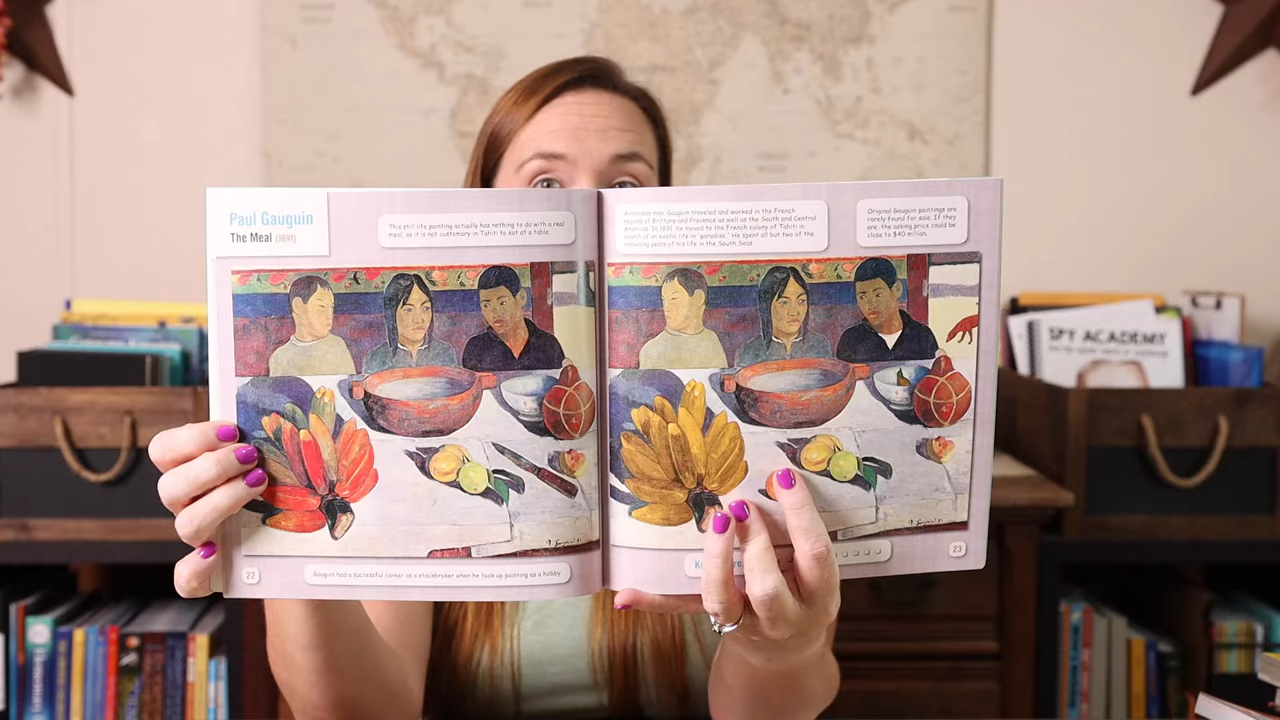 Paul Gauguin
The Meal (1891)
This still life painting actually has nothing to do with a real
meal, as it is not customary in Tahiti to eat at a table.
A restless man, Gauguin traveled and worked in the French
regions of Brittany and Provence as well as the South and Central
Americas. In 1891, he moved to the French colony of Tahiti in
search of an exotic life in "paradise." He spent all but two of the
remaining years of his life in the South Seas.
Original Gauguin paintings are
rarely found for sale. If they
are, the asking price could be
close to $40 million.
22
Gauguin had a successful career as a stockbroker when he took up painting as a hobby
23
SPY ACADEMY